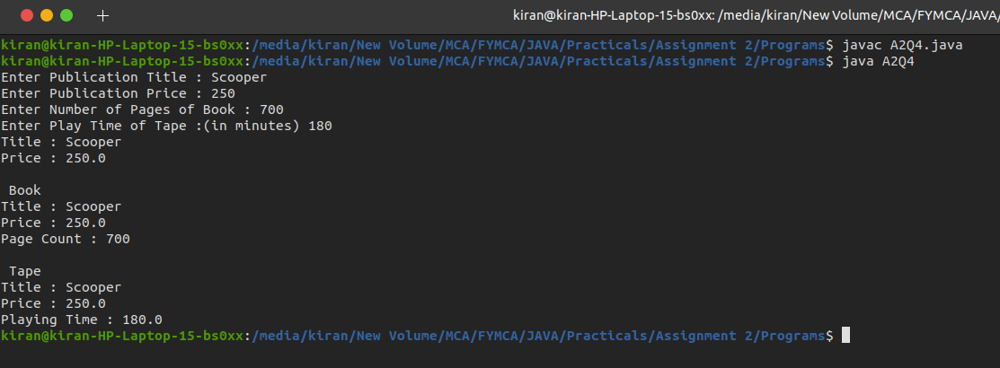 kiran@kiran-HP-Laptop-15-bs0xx: /media/kiran/New Volume/MCA/FYMCA/JAVA/
kiran@kiran-HP-Laptop-15-bs0xx:/media/kiran/New Volume/MCA/FYMCA/JAVA/Practicals/Assignment 2/Programs$ javac A2Q4.java
kiran@kiran-HP-Laptop-15-bs0xx:/media/kiran/New Volume/MCA/FYMCA/JAVA/Practicals/Assignment 2/Programs$ java A2Q4
Enter Publication Title : Scooper
Enter Publication Price : 250
Enter Number of Pages of Book : 700
Enter Play Time of Tape :(in minutes) 180
Title : Scooper
Price : 250.0
Book
Title : Scooper
Price : 250.0
Page Count : 700
Tape
Title : Scooper
Price : 250.0
Playing Time : 180.0
kiran@kiran-HP-Laptop-15-bs0xx:/media/kiran/New Volume/MCA/FYMCA/JAVA/Practicals/Assignment 2/Programs$